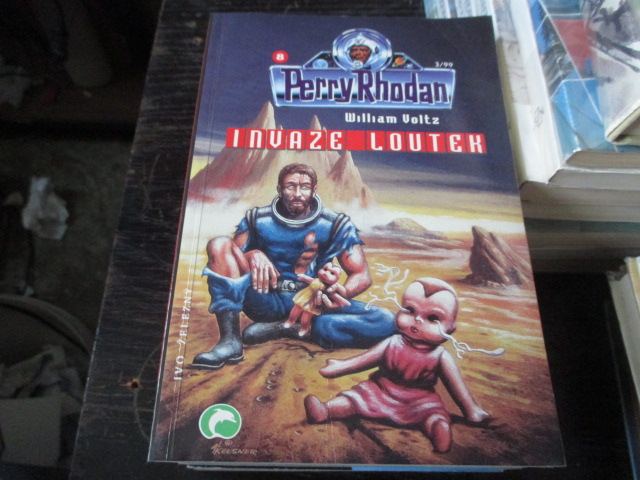 8
3/99
Perry Rhodan
William Voltz
INVAZE LOUTEK
IVO ŽELEZNÝ